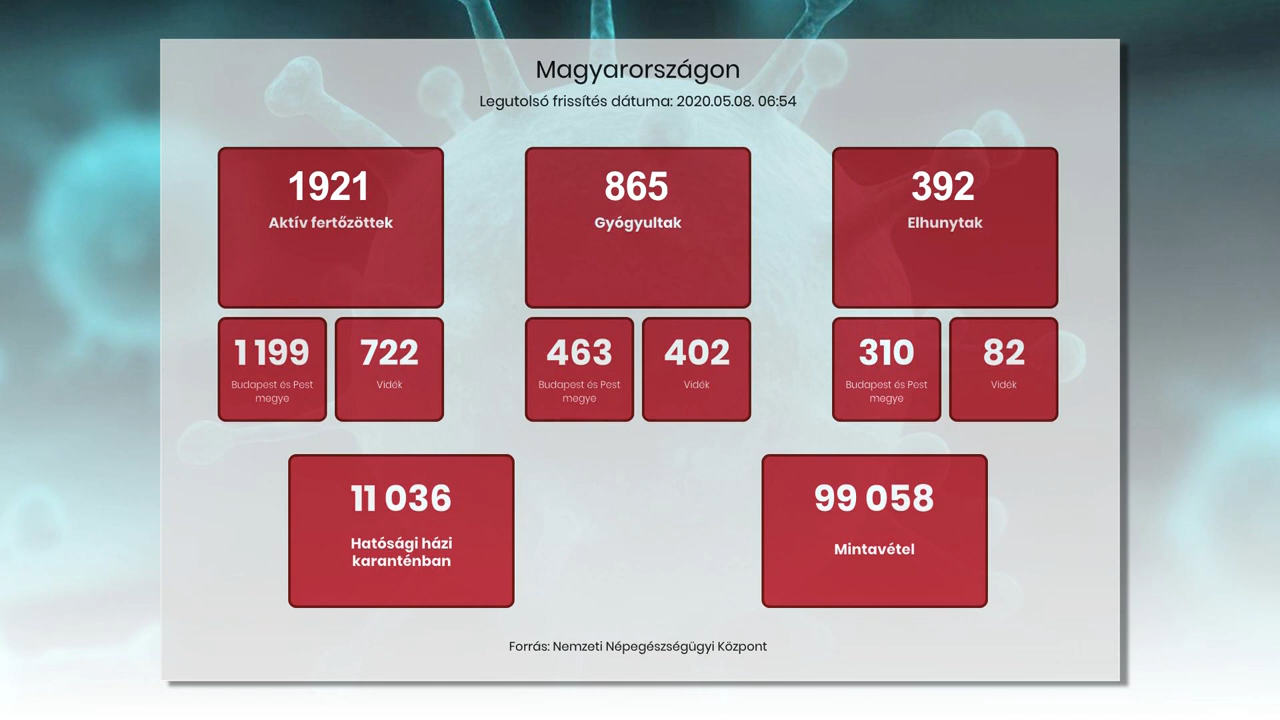 Magyarországon
Legutolsó frissítés dátuma: 2020.05.08. 06:54
1921
Aktív fertőzöttek
865
Gyógyultak
392
Elhunytak
1 199
Budapest és Pest
megye
722
Vidék
463
Budapest és Pest
megye
402
Vidék
310
Budapest és Pest
megye
82
Vidék
11 036
Hatósági házi
karanténban
99 058
Mintavétel
Forrás: Nemzeti Népegészségügyi Központ